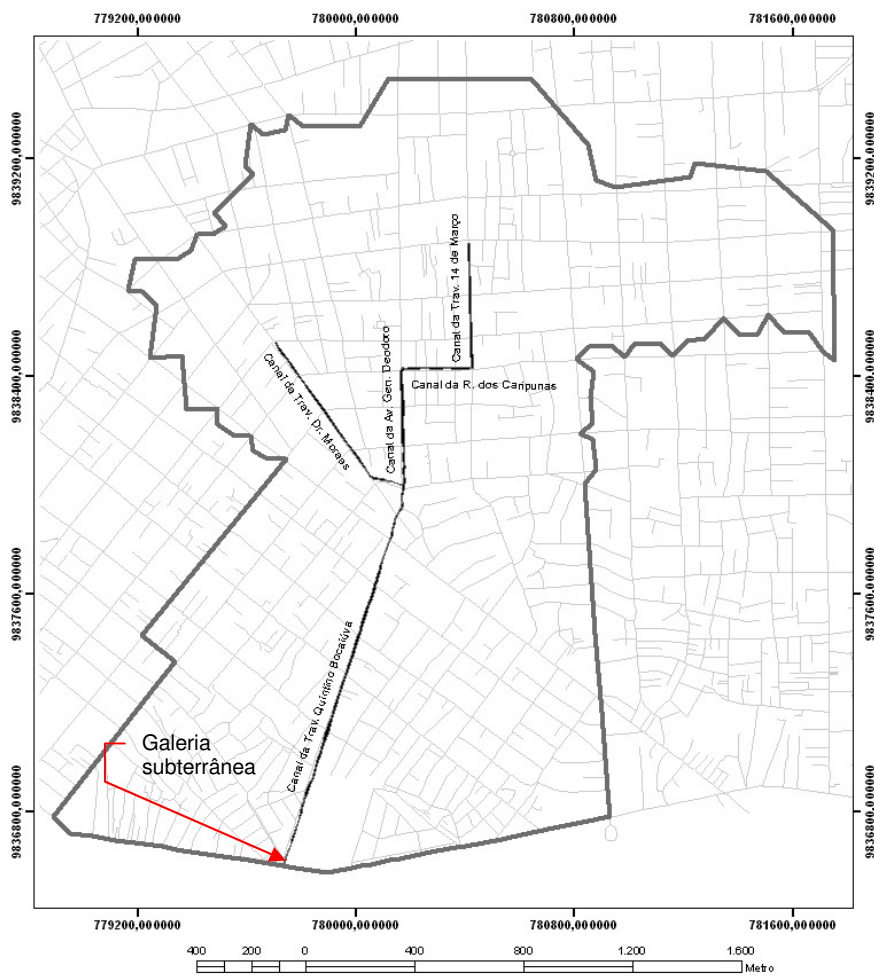 779200,000000
780000,000000
780800,000000
781600,000000
9839200,000000
9839200,000000
Canal da Trav. 14 de Março
Canal da Av. Gen. Deodoro
9838400,000000
9838400,000000
Canal da R. dos Caripunas
Canal da Trav. Dr. Moraes
9837600,000000
9837600,000000
Canal da Trav. Quintino Bocaiúva
Galeria
subterrânea
9836800,000000
9836800,000000
779200,000000
780000,000000
780800,000000
781600,000000
400 200 0 400 800 1.200 1.600
Metro